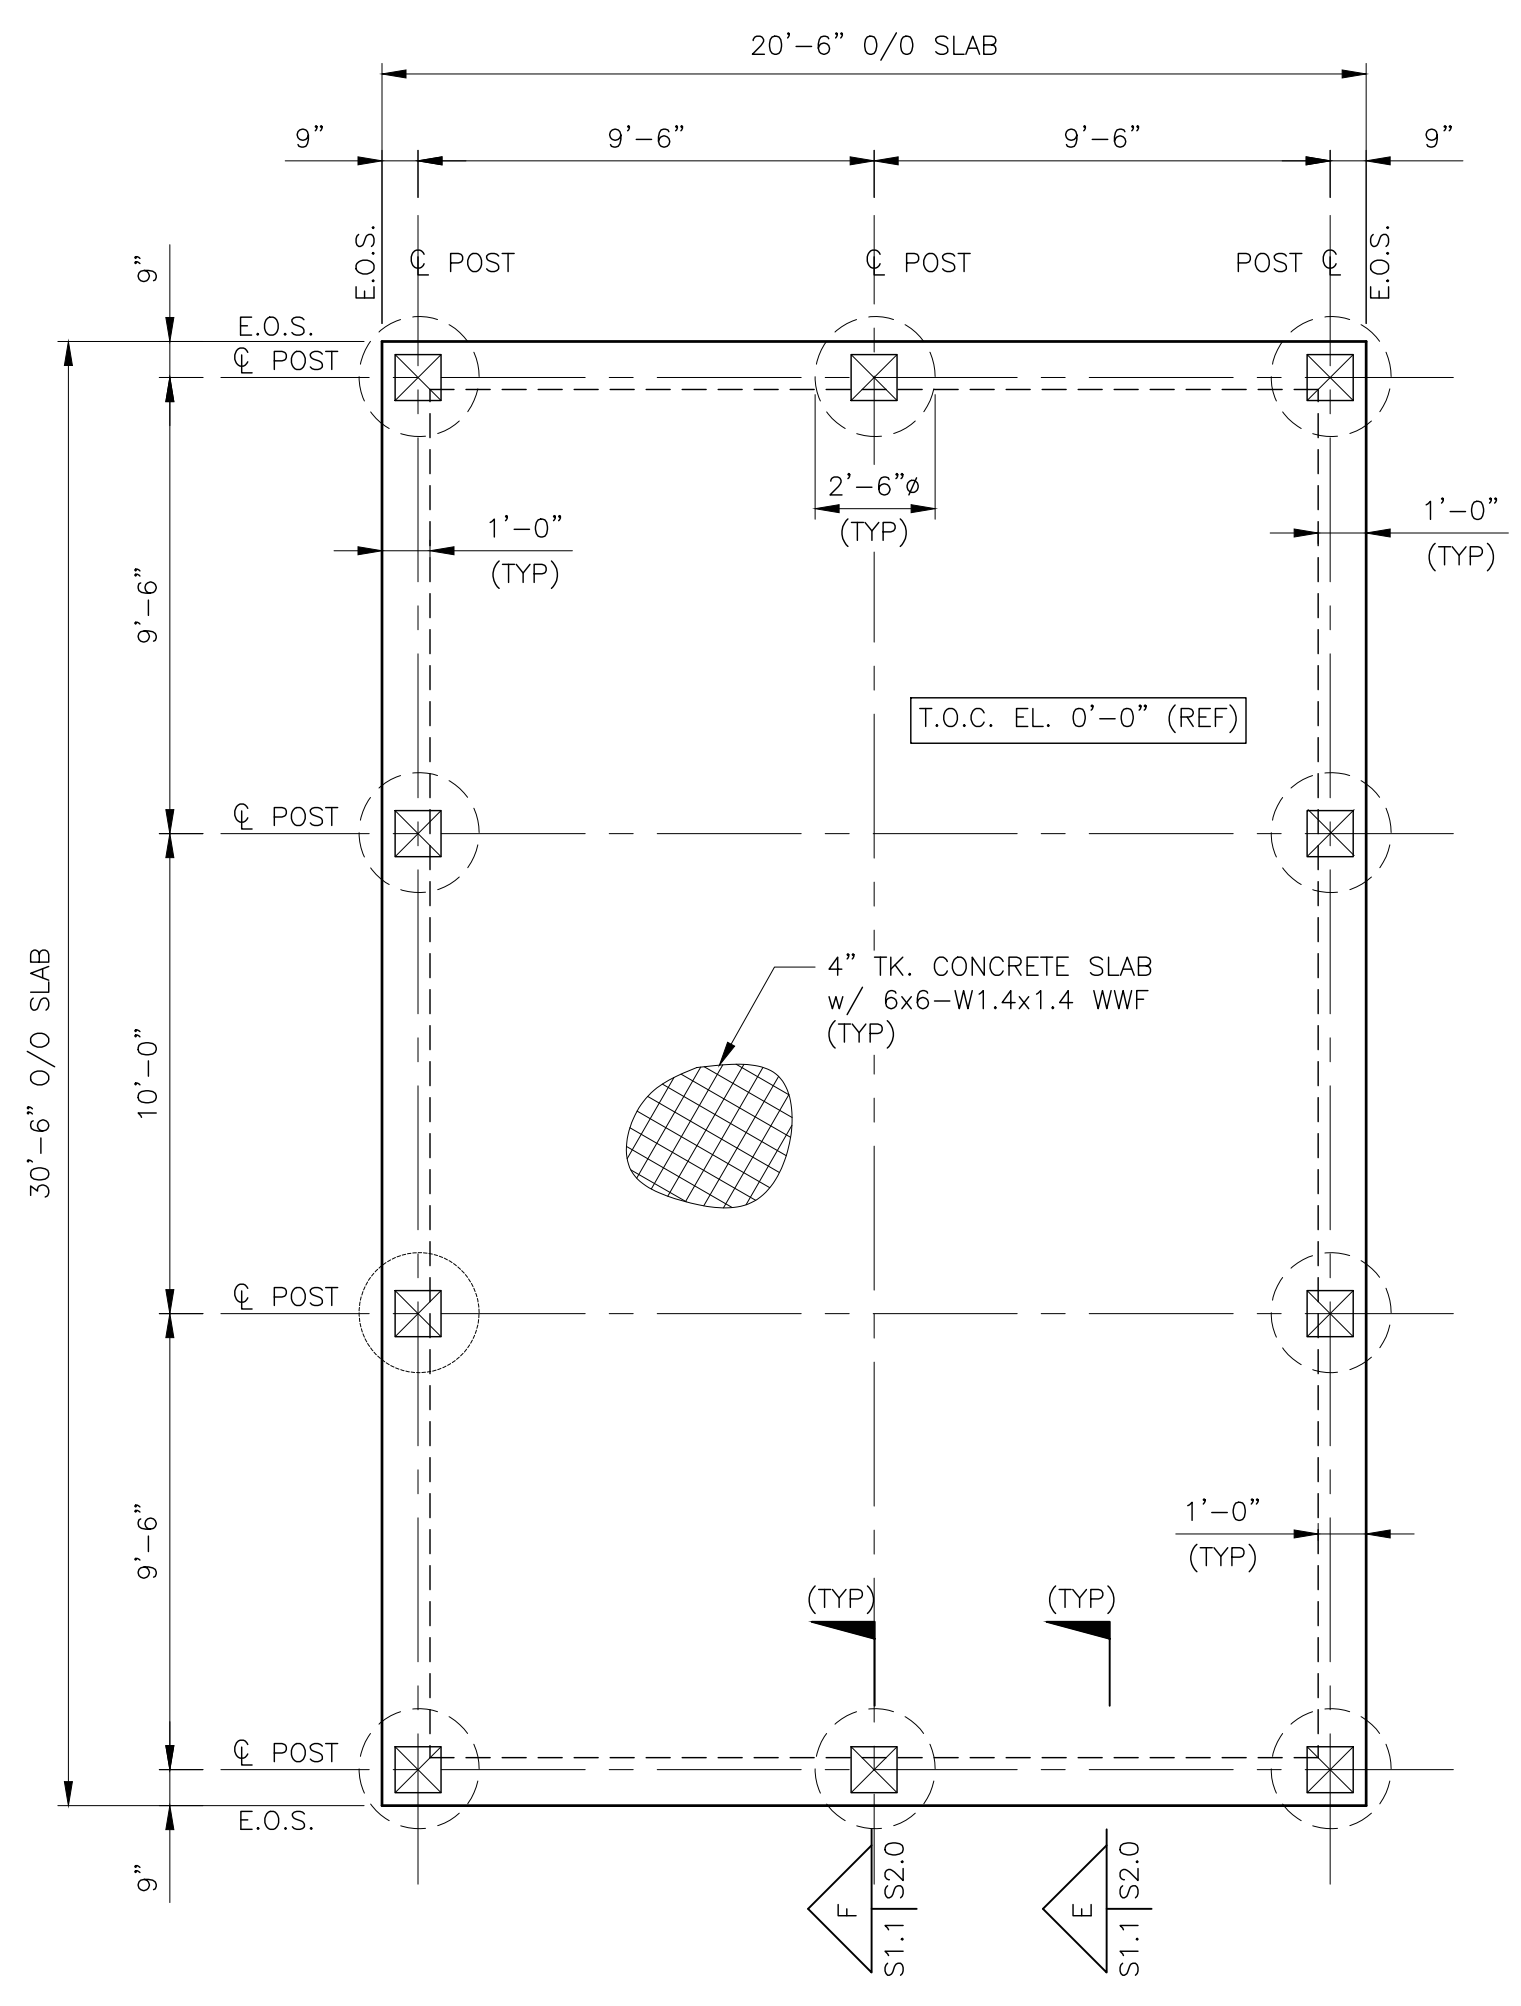 20'-6" O/O SLAB
9" 9'-6" 9'-6" 9"
E.O.S. ℄ POST ℄ POST POST ℄ E.O.S.
9"
E.O.S.
℄ POST
2'-6"ø
(TYP)
1'-0"
(TYP)
1'-0"
(TYP)
9'-6"
T.O.C. EL. 0'-0" (REF)
℄ POST
4" TK. CONCRETE SLAB
w/ 6x6-W1.4x1.4 WWF
(TYP)
30'-6" O/O SLAB
10'-0"
℄ POST
9'-6"
1'-0"
(TYP)
(TYP) (TYP)
℄ POST
E.O.S.
9"
F S1.1 S2.0
E S1.1 S2.0